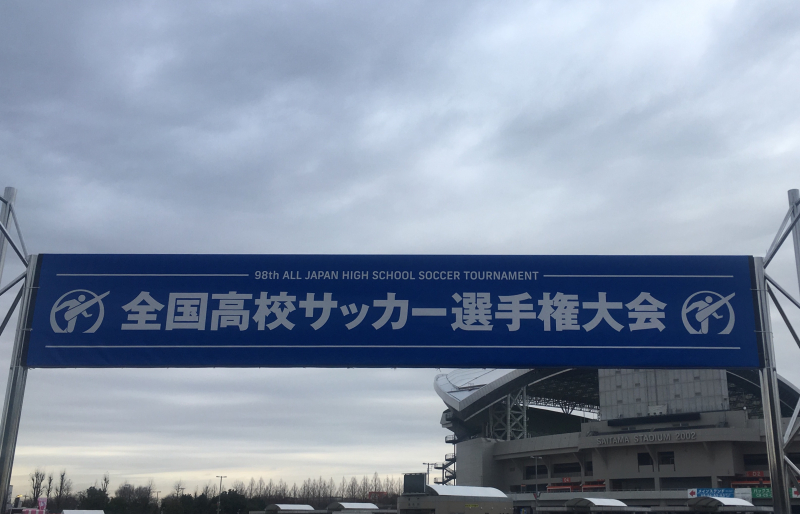 98th ALL JAPAN HIGH SCHOOL SOCCER TOURNAMENT
全国高校サッカー選手権大会
SAITAMA STADIUM 2002